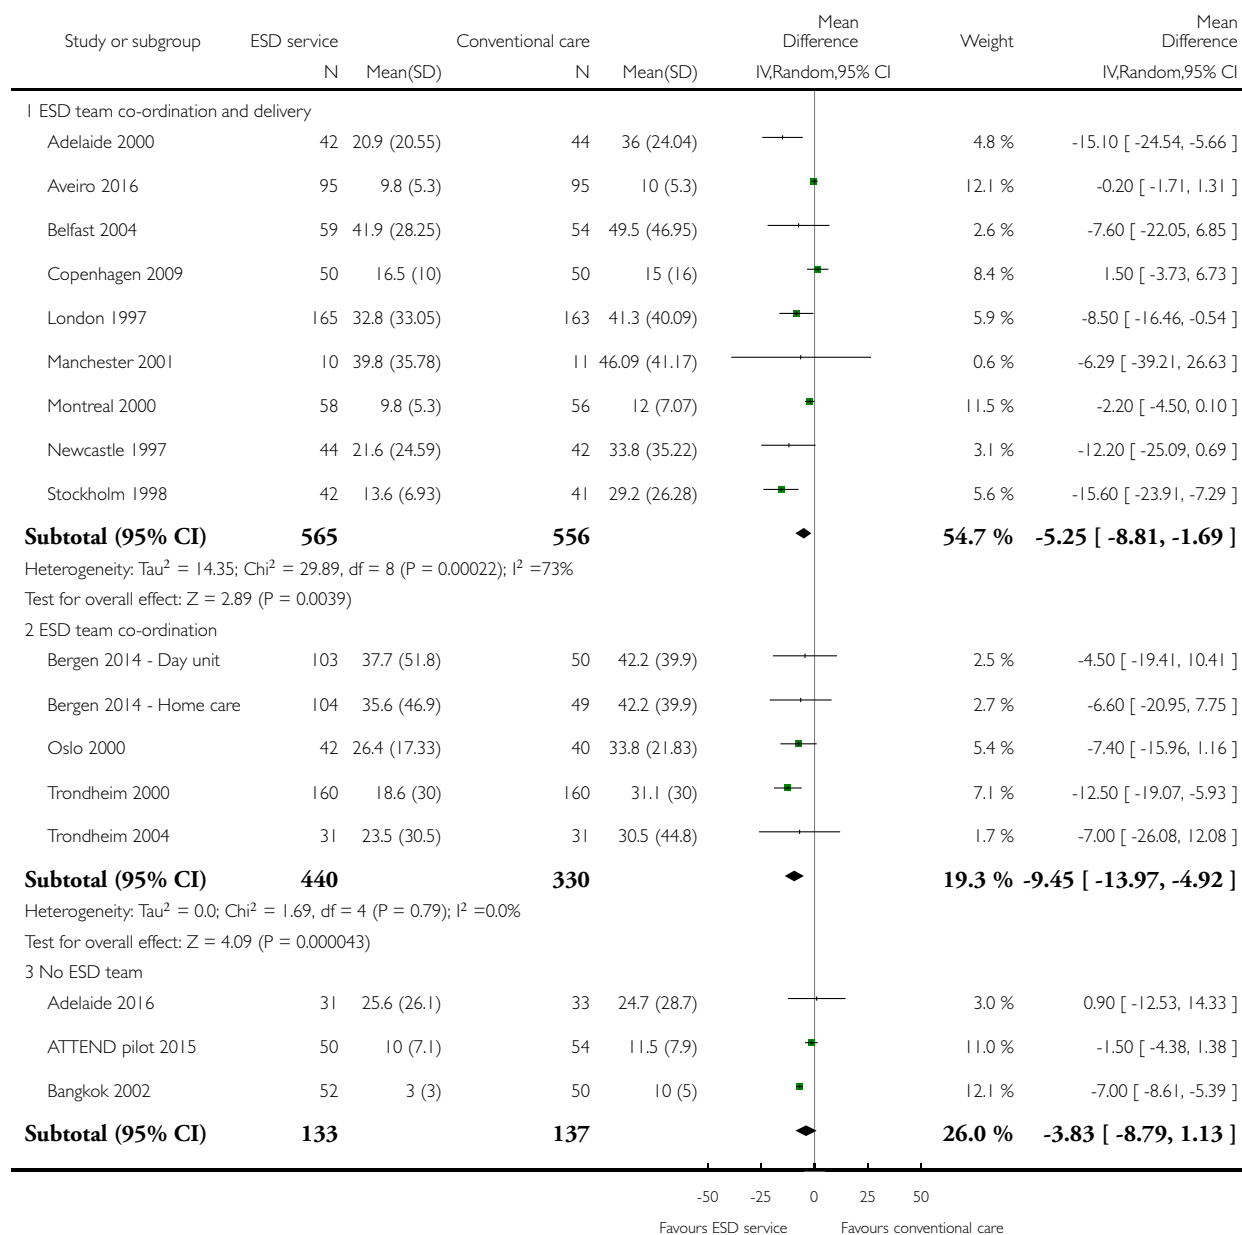 Mean Mean
Study or subgroup ESD service Conventional care Difference Weight Difference
N Mean(SD) N Mean(SD) IV,Random,95% CI IV,Random,95% CI
1 ESD team co-ordination and delivery
Adelaide 2000 42 20.9 (20.55) 44 36 (24.04) 4.8 % -15.10 [ -24.54, -5.66 ]
Aveiro 2016 95 9.8 (5.3) 95 10 (5.3) 12.1 % -0.20 [ -1.71, 1.31 ]
Belfast 2004 59 41.9 (28.25) 54 49.5 (46.95) 2.6 % -7.60 [ -22.05, 6.85 ]
Copenhagen 2009 50 16.5 (10) 50 15 (16) 8.4 % 1.50 [ -3.73, 6.73 ]
London 1997 165 32.8 (33.05) 163 41.3 (40.09) 5.9 % -8.50 [ -16.46, -0.54 ]
Manchester 2001 10 39.8 (35.78) 11 46.09 (41.17) 0.6 % -6.29 [ -39.21, 26.63 ]
Montreal 2000 58 9.8 (5.3) 56 12 (7.07) 11.5 % -2.20 [ -4.50, 0.10 ]
Newcastle 1997 44 21.6 (24.59) 42 33.8 (35.22) 3.1 % -12.20 [ -25.09, 0.69 ]
Stockholm 1998 42 13.6 (6.93) 41 29.2 (26.28) 5.6 % -15.60 [ -23.91, -7.29 ]
Subtotal (95% CI) 565 556 54.7 % -5.25 [ -8.81, -1.69 ]
Heterogeneity: Tau² = 14.35; Chi² = 29.89, df = 8 (P = 0.00022); I² =73%
Test for overall effect: Z = 2.89 (P = 0.0039)
2 ESD team co-ordination
Bergen 2014 - Day unit 103 37.7 (51.8) 50 42.2 (39.9) 2.5 % -4.50 [ -19.41, 10.41 ]
Bergen 2014 - Home care 104 35.6 (46.9) 49 42.2 (39.9) 2.7 % -6.60 [ -20.95, 7.75 ]
Oslo 2000 42 26.4 (17.33) 40 33.8 (21.83) 5.4 % -7.40 [ -15.96, 1.16 ]
Trondheim 2000 160 18.6 (30) 160 31.1 (30) 7.1 % -12.50 [ -19.07, -5.93 ]
Trondheim 2004 31 23.5 (30.5) 31 30.5 (44.8) 1.7 % -7.00 [ -26.08, 12.08 ]
Subtotal (95% CI) 440 330 19.3 % -9.45 [ -13.97, -4.92 ]
Heterogeneity: Tau² = 0.0; Chi² = 1.69, df = 4 (P = 0.79); I² =0.0%
Test for overall effect: Z = 4.09 (P = 0.000043)
3 No ESD team
Adelaide 2016 31 25.6 (26.1) 33 24.7 (28.7) 3.0 % 0.90 [ -12.53, 14.33 ]
ATTEND pilot 2015 50 10 (7.1) 54 11.5 (7.9) 11.0 % -1.50 [ -4.38, 1.38 ]
Bangkok 2002 52 3 (3) 50 10 (5) 12.1 % -7.00 [ -8.61, -5.39 ]
Subtotal (95% CI) 133 137 26.0 % -3.83 [ -8.79, 1.13 ]
-50 -25 0 25 50
Favours ESD service Favours conventional care